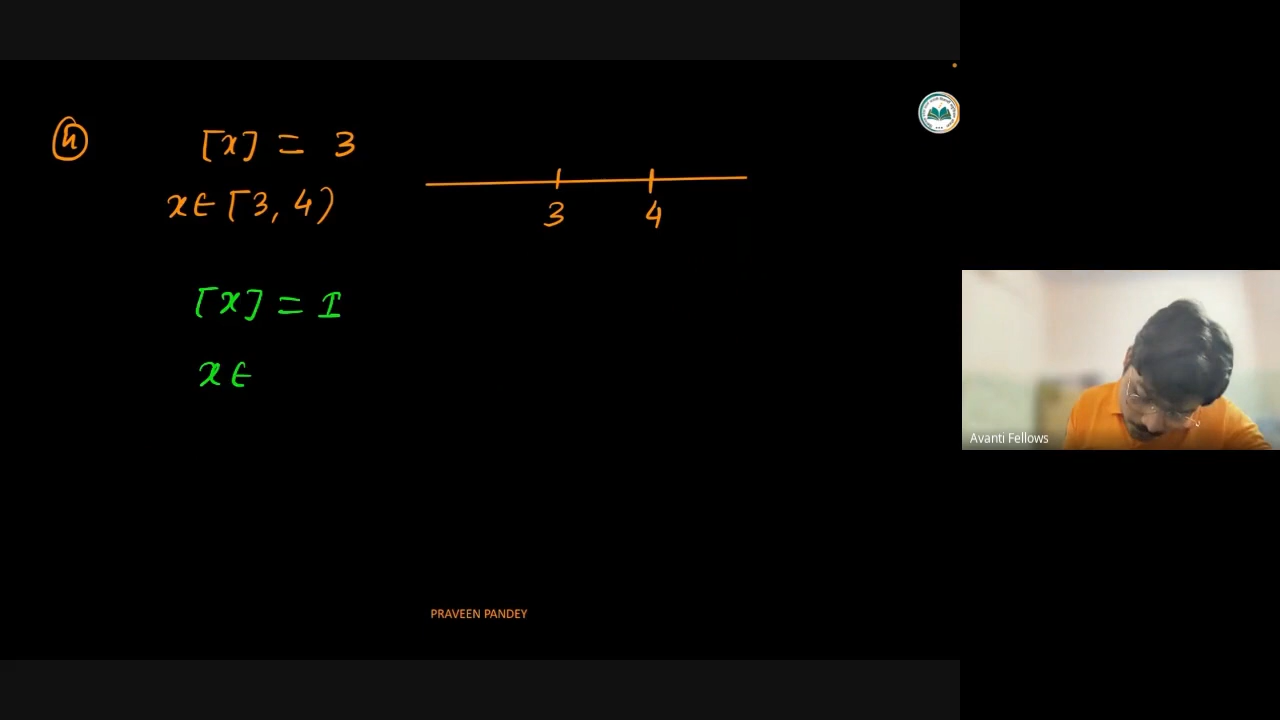 ④ [x] = 3
x∈ [3, 4)
3 4
[x] = I
x ∈
Avanti Fellows
PRAVEEN PANDEY